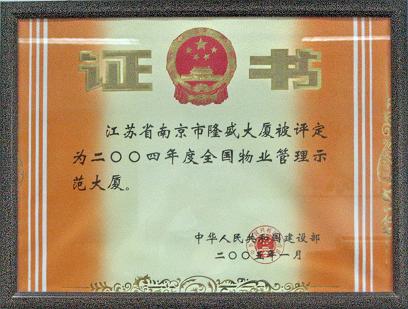 证书
江苏省南京市隆盛大厦被评定
为二〇〇四年度全国物业管理示
范大厦。
中华人民共和国建设部
二〇〇五年一月